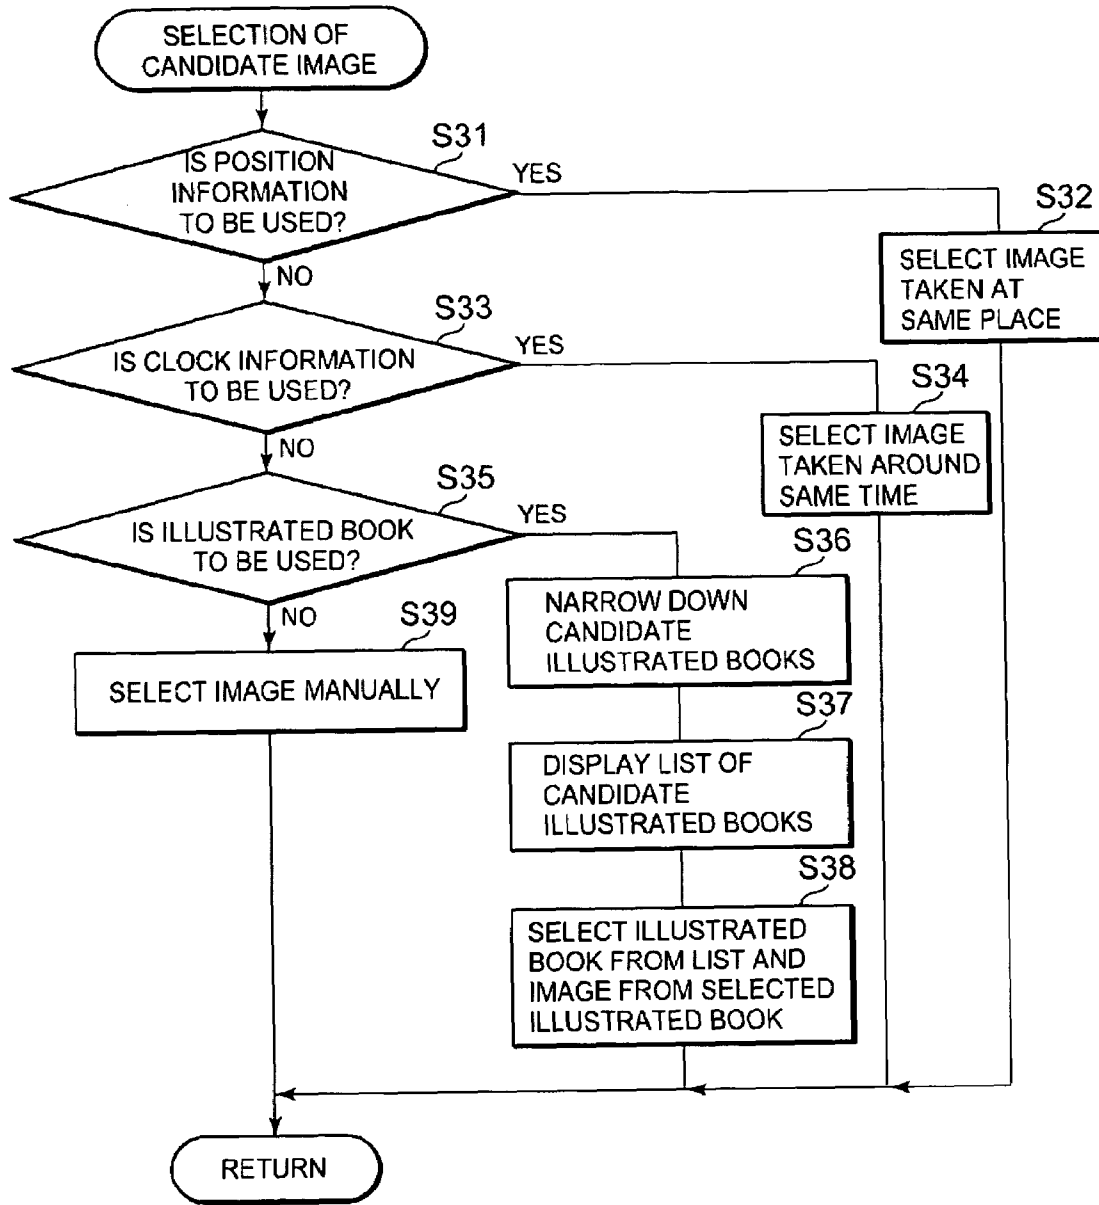 SELECTION OF
CANDIDATE IMAGE
S31
IS POSITION
INFORMATION
TO BE USED?
YES
NO
S32
SELECT IMAGE
TAKEN AT
SAME PLACE
S33
IS CLOCK INFORMATION
TO BE USED?
YES
NO
S34
SELECT IMAGE
TAKEN AROUND
SAME TIME
S35
IS ILLUSTRATED BOOK
TO BE USED?
YES
NO
S36
NARROW DOWN
CANDIDATE
ILLUSTRATED BOOKS
S39
SELECT IMAGE MANUALLY
S37
DISPLAY LIST OF
CANDIDATE
ILLUSTRATED BOOKS
S38
SELECT ILLUSTRATED
BOOK FROM LIST AND
IMAGE FROM SELECTED
ILLUSTRATED BOOK
RETURN